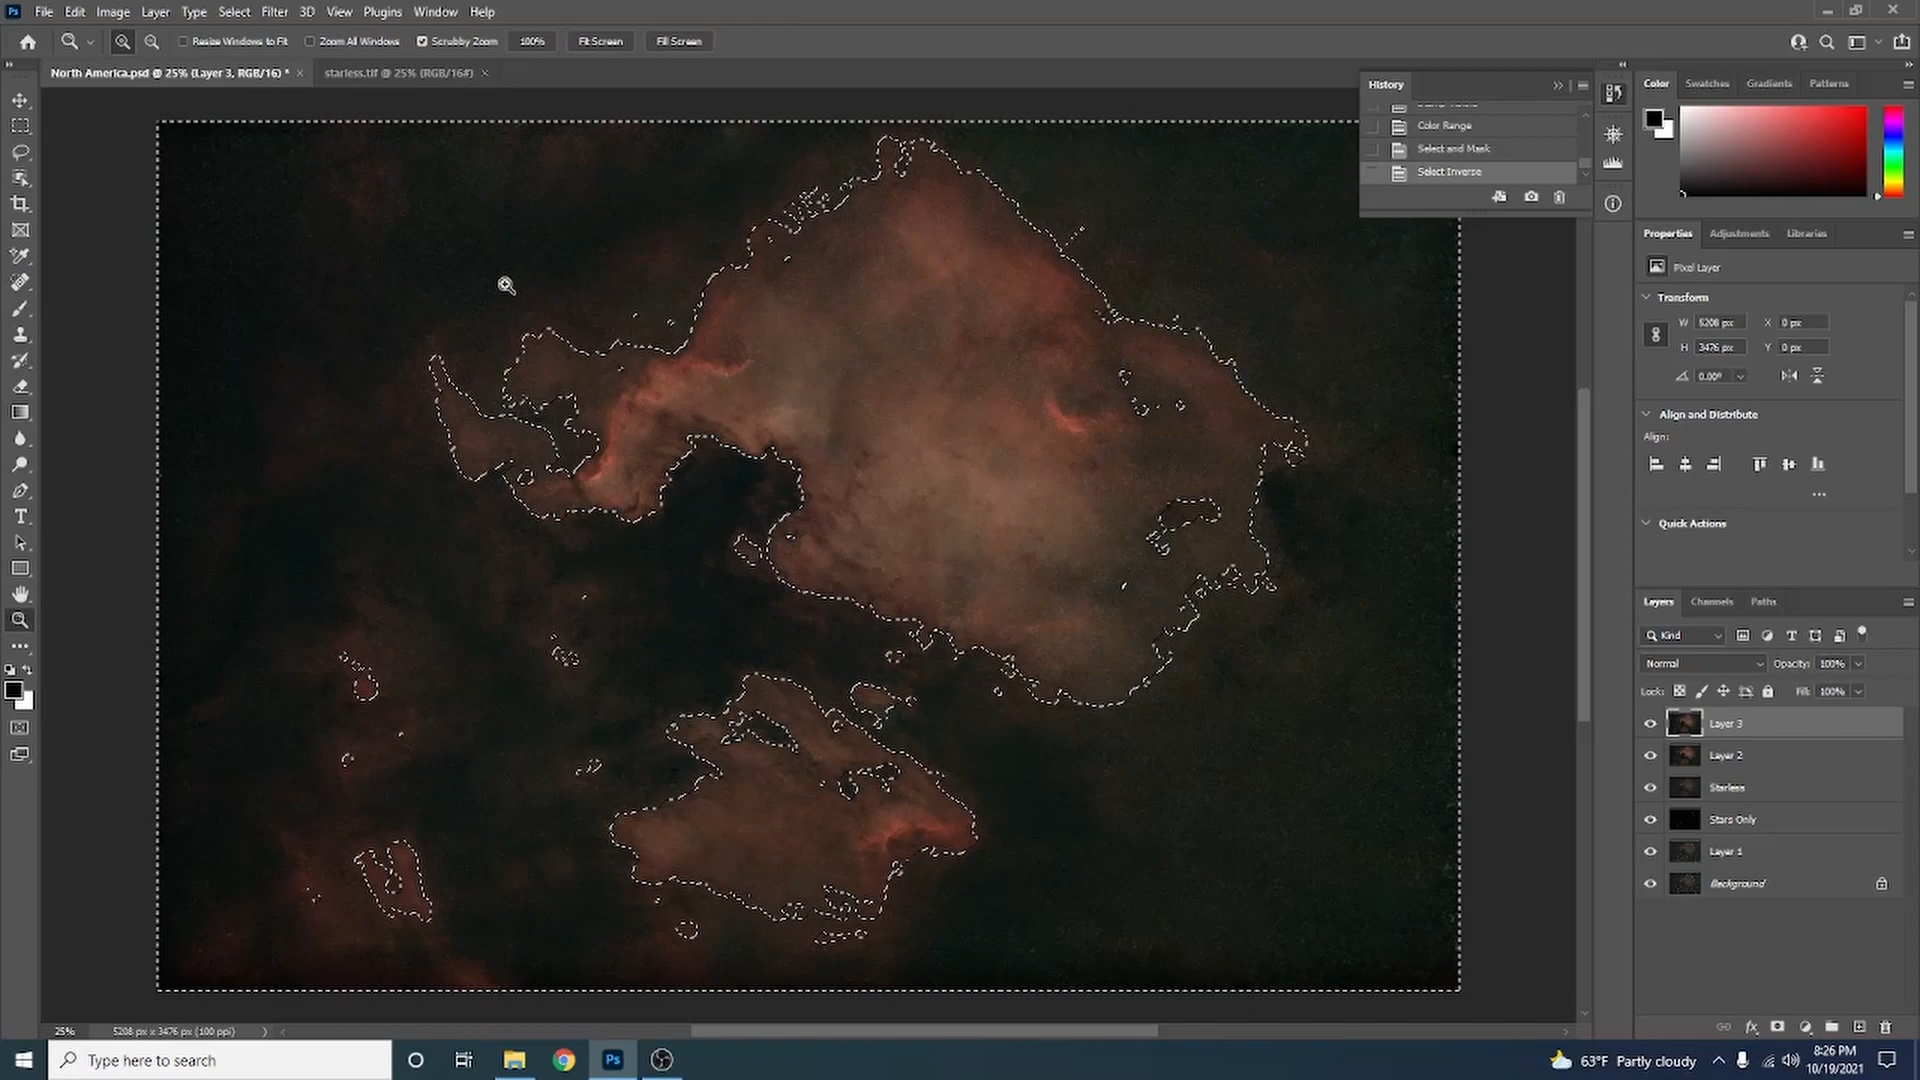 Ps File Edit Image Layer Type Select Filter 3D View Plugins Window Help
Resize Windows to Fit Zoom All Windows Scrubby Zoom 100% Fit Screen Fill Screen
North America.psd @ 25% (Layer 3, RGB/16) * × starless.tif @ 25% (RGB/16#) ×
History
Color Range
Select and Mask
Select Inverse
Color Swatches Gradients Patterns
Properties Adjustments Libraries
Pixel Layer
Transform
W 5208 px X 0 px
H 3476 px Y 0 px
0.00°
Align and Distribute
Align:
Quick Actions
Layers Channels Paths
Kind
Normal Opacity: 100%
Lock: Fill: 100%
Layer 3
Layer 2
Starless
Stars Only
Layer 1
Background
25% 5208 px x 3476 px (100 ppi)
Type here to search
Ps
63°F Partly cloudy
8:26 PM
10/19/2021